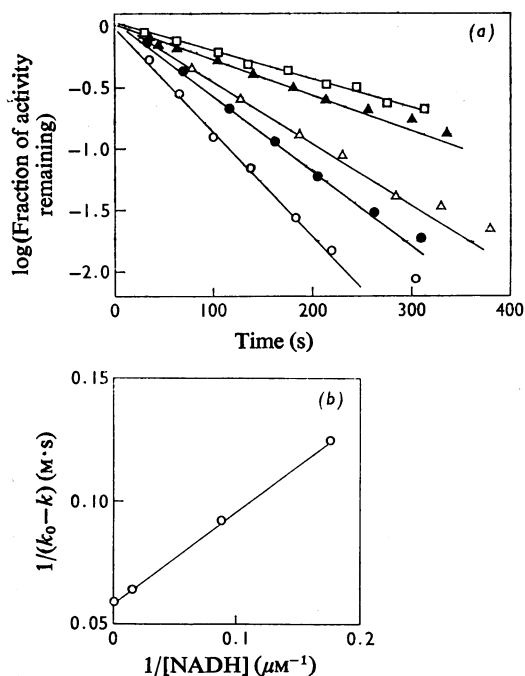 (a)
0
−0.5
−1.0
−1.5
−2.0
log(Fraction of activity
remaining)
0
100
200
300
400
Time (s)
(b)
0.15
0.10
0.05
1/(k₀−k) (M·s)
0
0.1
0.2
1/[NADH] (μM⁻¹)